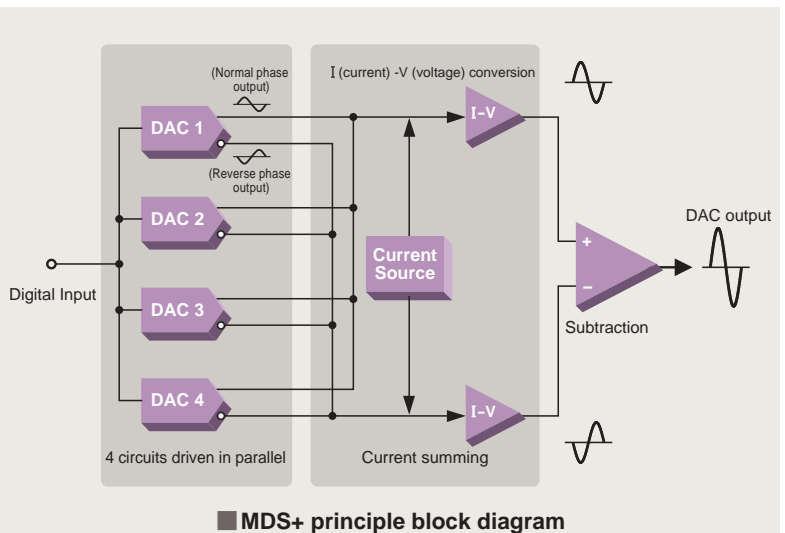 (Normal phase
output)
I (current) -V (voltage) conversion
DAC 1
I-V
(Reverse phase
output)
DAC 2
DAC output
+
Current
Source
Digital Input
−
DAC 3
Subtraction
DAC 4
I-V
4 circuits driven in parallel
Current summing
MDS+ principle block diagram